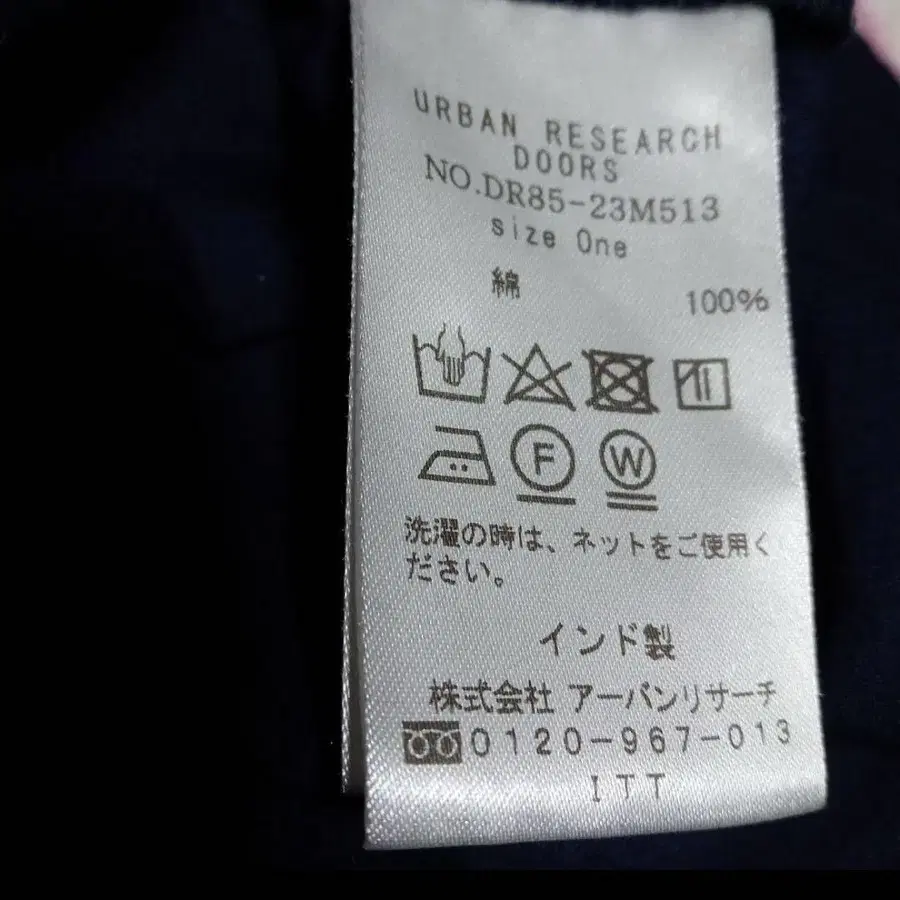 URBAN RESEARCH
DOORS
NO.DR85-23M513
size One
綿 100%
F W
洗濯の時は、ネットをご使用く
ださい。
インド製
株式会社 アーバンリサーチ
0120-967-013
ITT